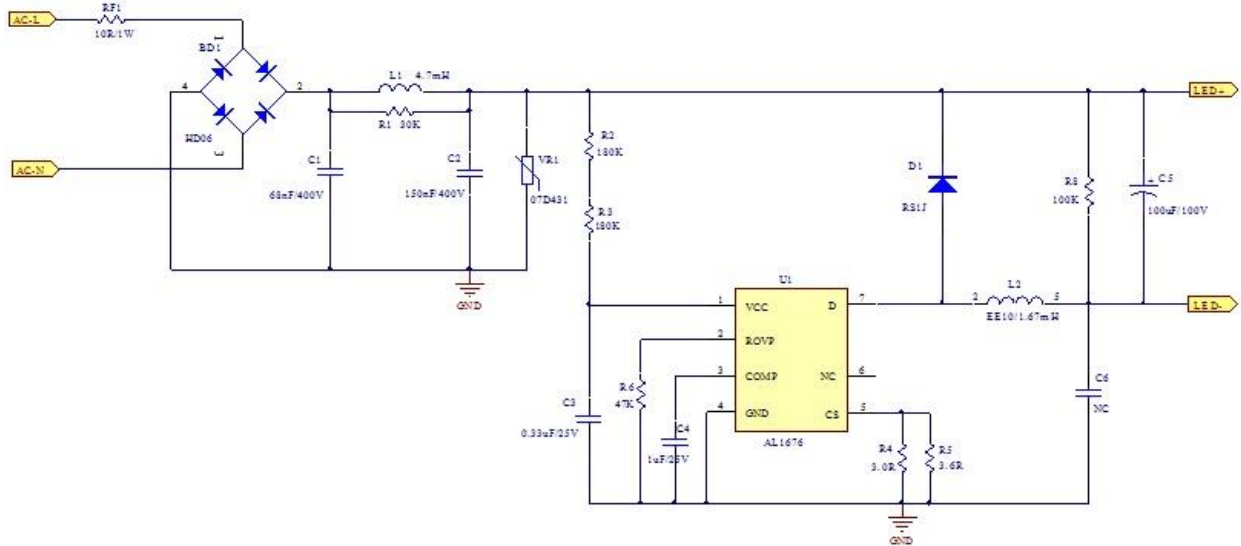 AC-L
RF1
10R/1W
1
BD1
4
2
HD06
3
AC-N
L1 4.7mH
R1 30K
C1
68nF/400V
C2
150nF/400V
VR1
07D431
GND
R2
180K
R3
180K
D1
RS1J
R8
100K
C5
+
100uF/100V
LED+
U1
1 VCC D 7
2 ROVP
3 COMP NC 6
4 GND CS 5
AL1676
2 L2 5
EE10/1.67mH
LED-
C3
0.33uF/25V
R6
47K
C4
1uF/25V
R4
3.0R
R5
3.6R
C6
NC
GND